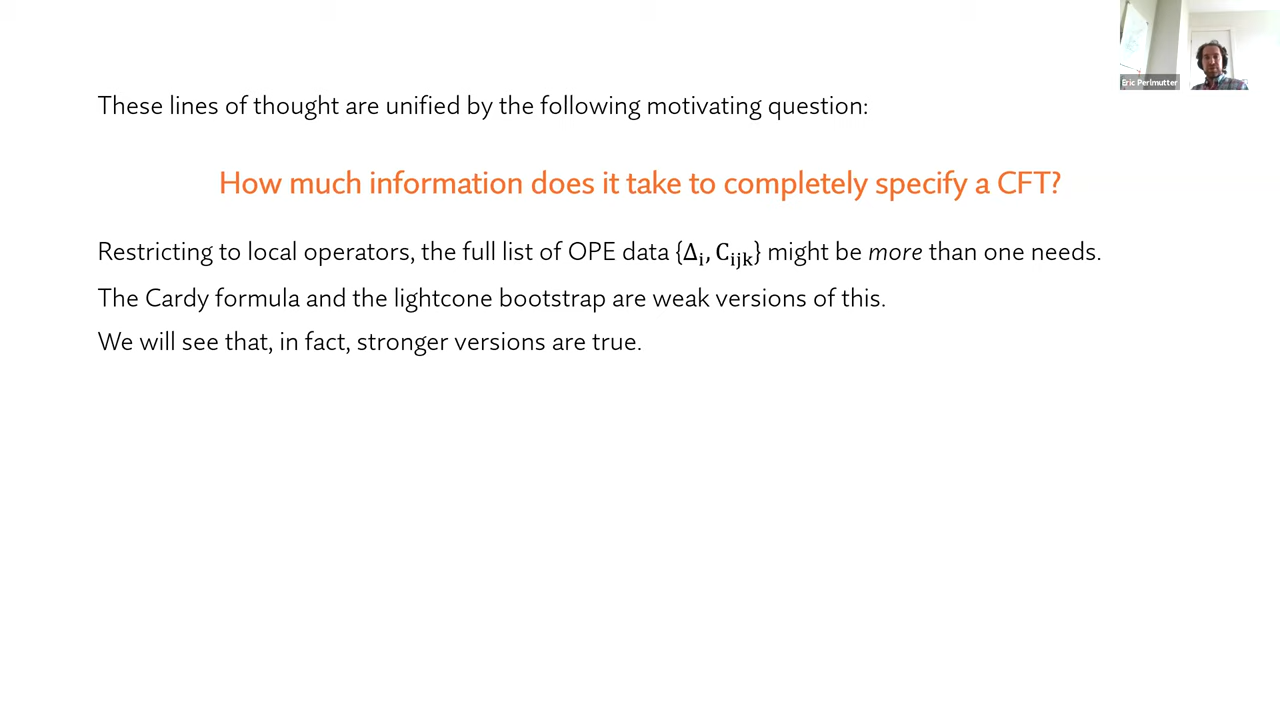 Eric Perlmutter
These lines of thought are unified by the following motivating question:
How much information does it take to completely specify a CFT?
Restricting to local operators, the full list of OPE data {Δᵢ, Cᵢⱼₖ} might be more than one needs.
The Cardy formula and the lightcone bootstrap are weak versions of this.
We will see that, in fact, stronger versions are true.